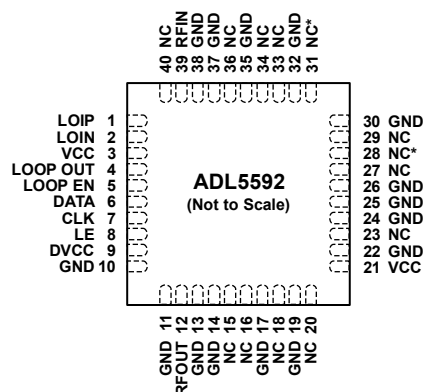 40 NC
39 RFIN
38 GND
37 GND
36 NC
35 GND
34 NC
33 NC
32 GND
31 NC*
LOIP 1
LOIN 2
VCC 3
LOOP OUT 4
LOOP EN 5
DATA 6
CLK 7
LE 8
DVCC 9
GND 10
ADL5592
(Not to Scale)
30 GND
29 NC
28 NC*
27 NC
26 GND
25 GND
24 GND
23 NC
22 GND
21 VCC
GND 11
RFOUT 12
GND 13
GND 14
NC 15
NC 16
GND 17
NC 18
GND 19
NC 20